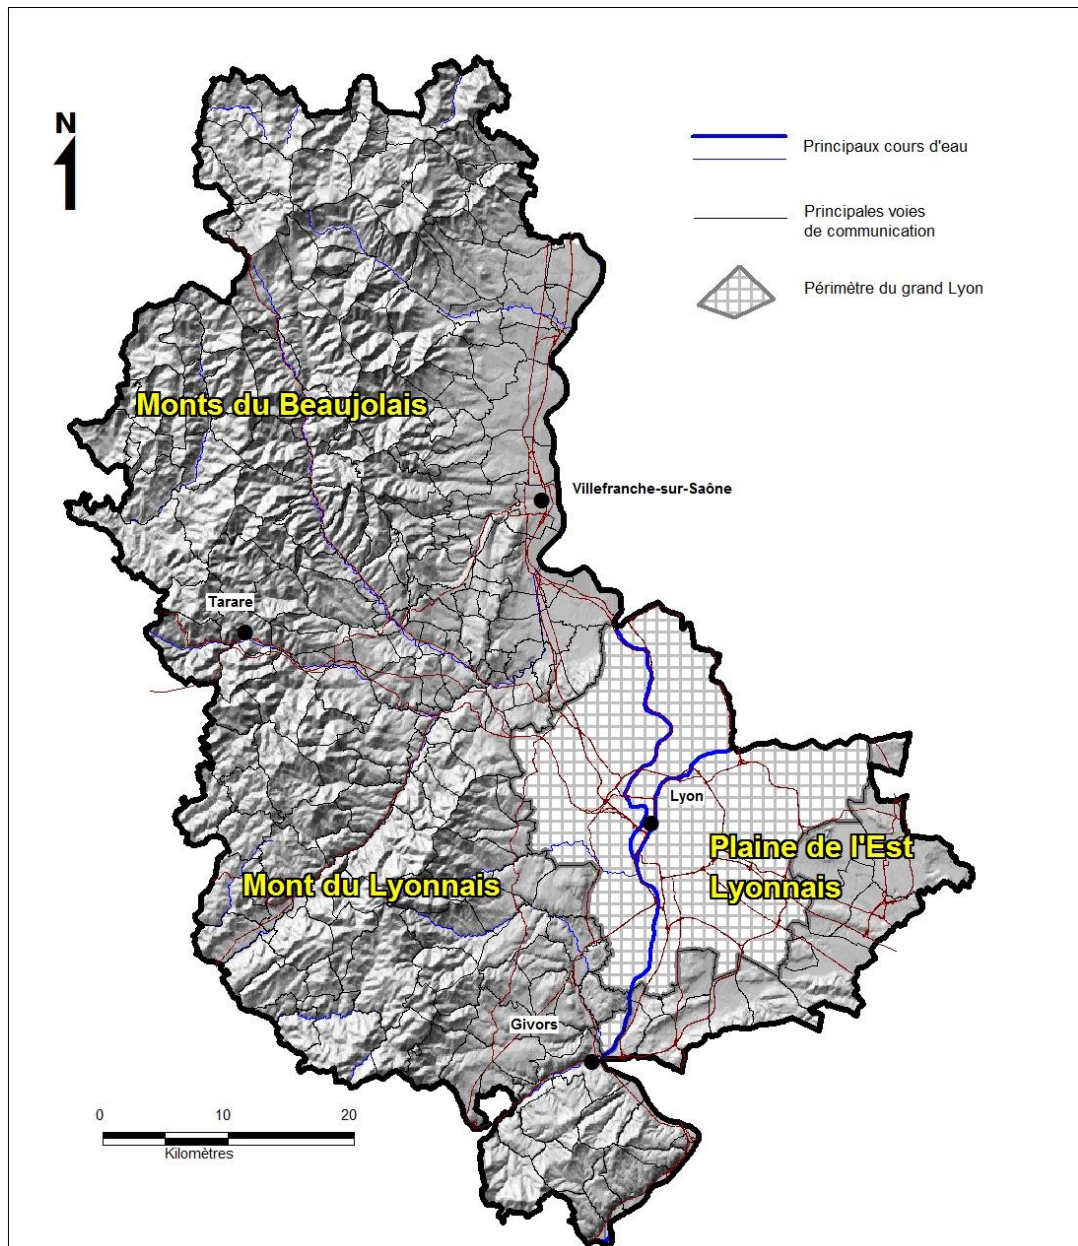 N
Principaux cours d'eau
Principales voies
de communication
Périmètre du grand Lyon
Monts du Beaujolais
Villefranche-sur-Saône
Tarare
Lyon
Plaine de l'Est
Lyonnais
Mont du Lyonnais
Givors
0 10 20
Kilomètres